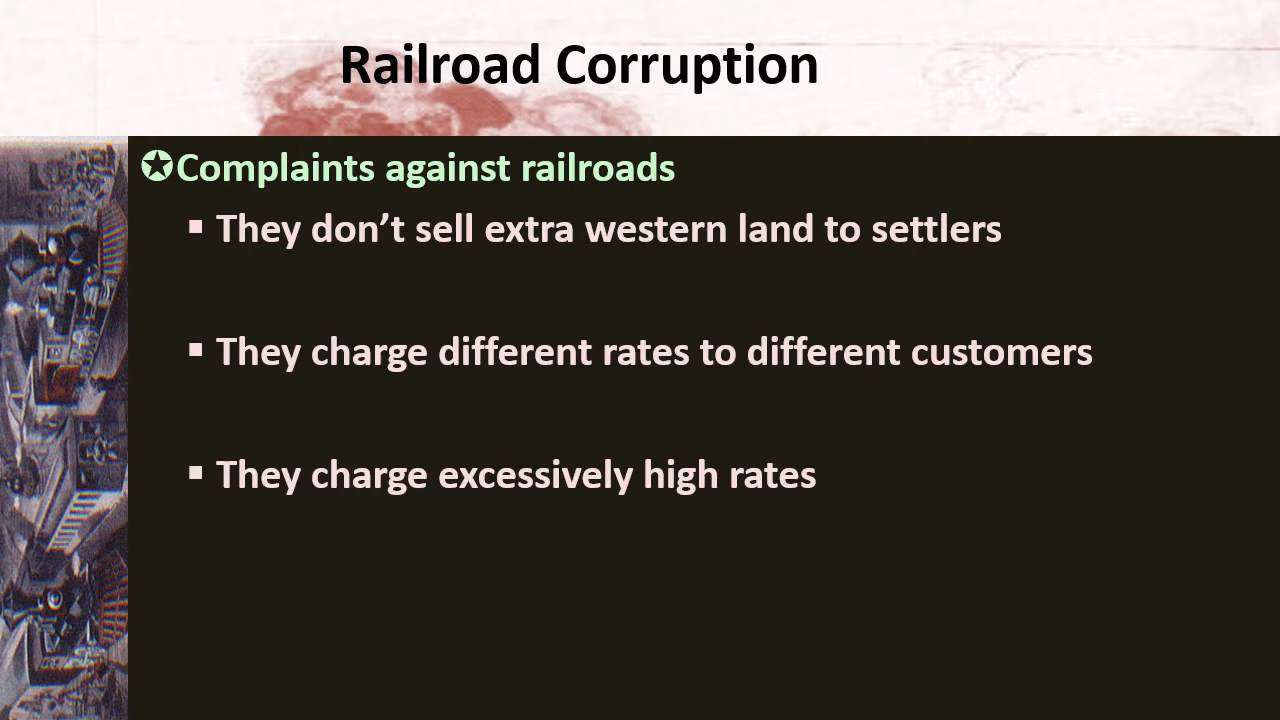 Railroad Corruption
✪Complaints against railroads
▪ They don’t sell extra western land to settlers
▪ They charge different rates to different customers
▪ They charge excessively high rates